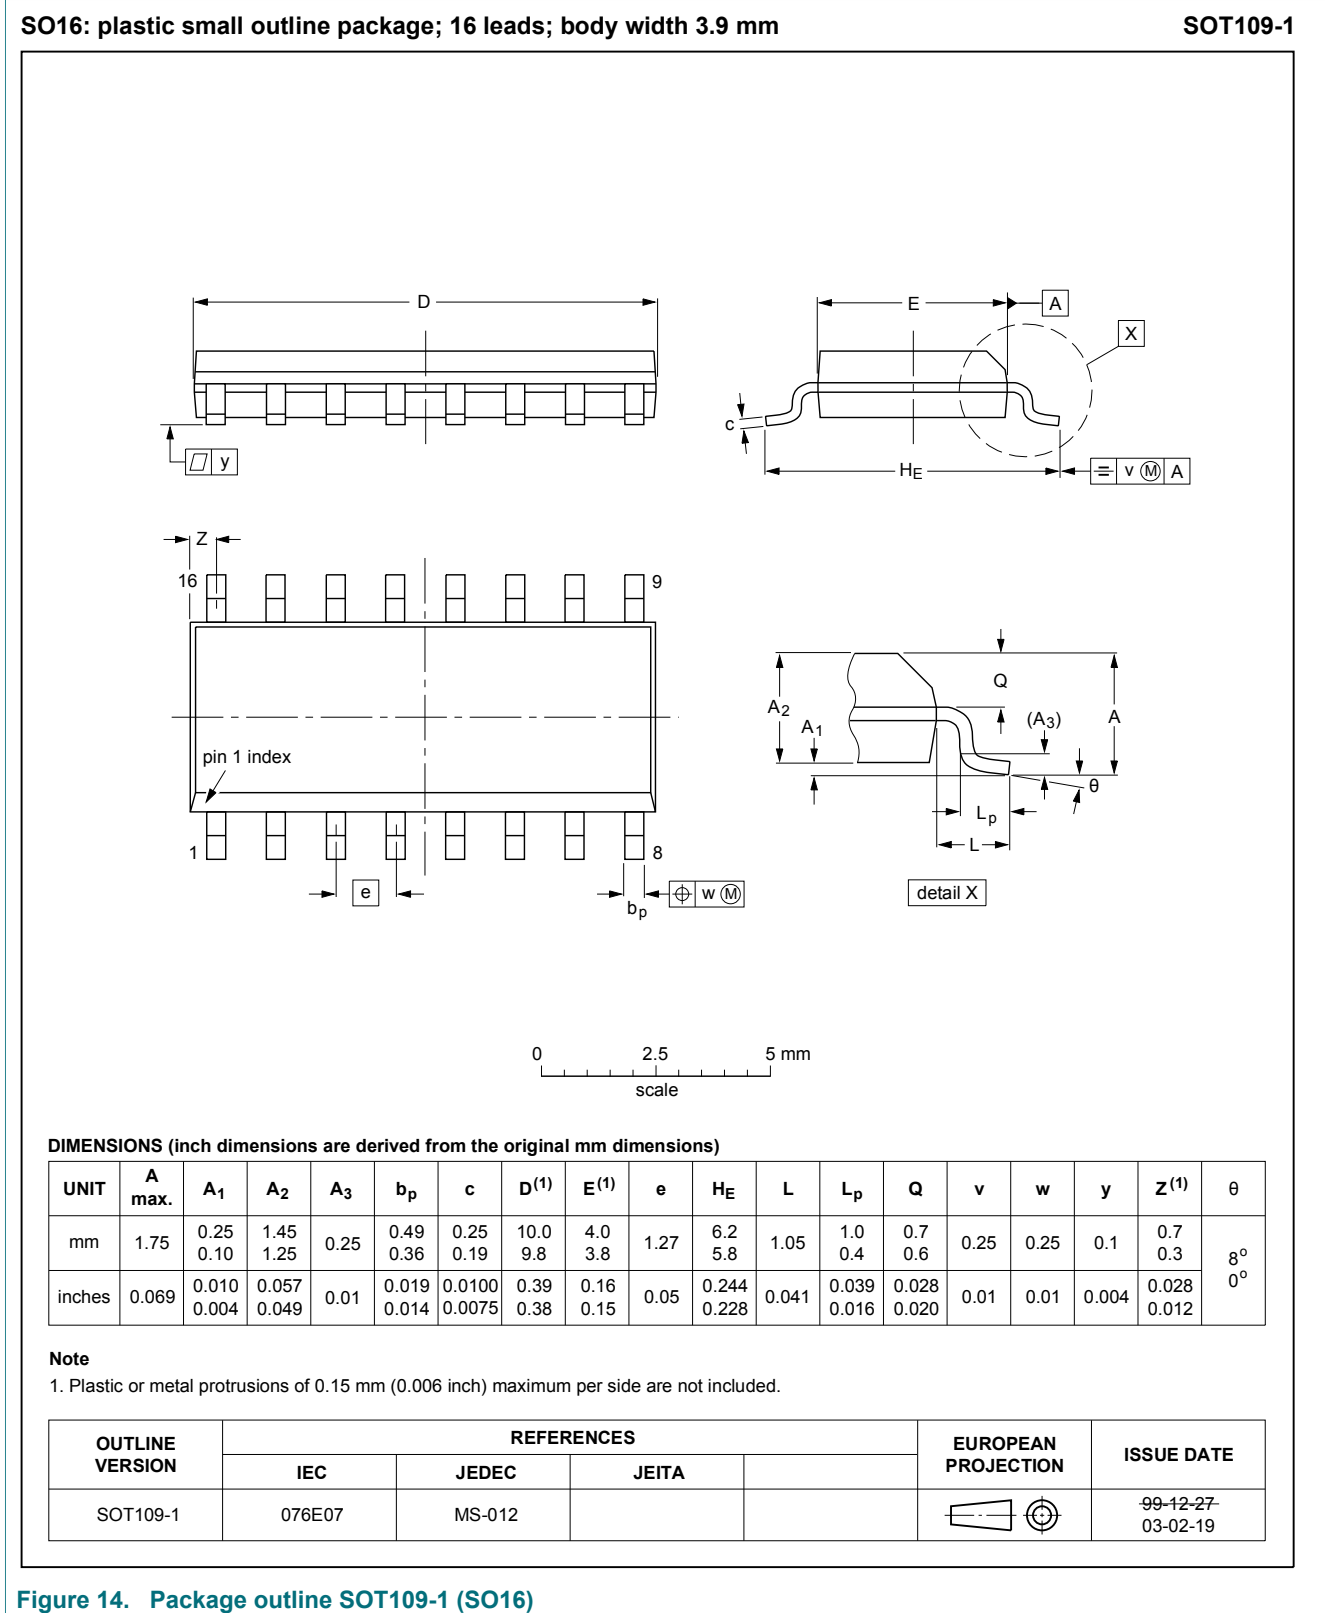 SO16: plastic small outline package; 16 leads; body width 3.9 mm SOT109-1
D
E A
X
c
y
HE
v M A
Z
16 9
Q
A2
A1
(A3)
A
pin 1 index
θ
Lp
L
1 8
e
w M
bp
detail X
0 2.5 5 mm
scale
DIMENSIONS (inch dimensions are derived from the original mm dimensions)
UNIT A max. A1 A2 A3 bp c D(1) E(1) e HE L Lp Q v w y Z(1) θ
mm 1.75 0.25 0.10 1.45 1.25 0.25 0.49 0.36 0.25 0.19 10.0 9.8 4.0 3.8 1.27 6.2 5.8 1.05 1.0 0.4 0.7 0.6 0.25 0.25 0.1 0.7 0.3 8o 0o
inches 0.069 0.010 0.004 0.057 0.049 0.01 0.019 0.014 0.0100 0.0075 0.39 0.38 0.16 0.15 0.05 0.244 0.228 0.041 0.039 0.016 0.028 0.020 0.01 0.01 0.004 0.028 0.012
Note
1. Plastic or metal protrusions of 0.15 mm (0.006 inch) maximum per side are not included.
OUTLINE VERSION REFERENCES EUROPEAN PROJECTION ISSUE DATE
IEC JEDEC JEITA
SOT109-1 076E07 MS-012 99-12-27
03-02-19
Figure 14. Package outline SOT109-1 (SO16)